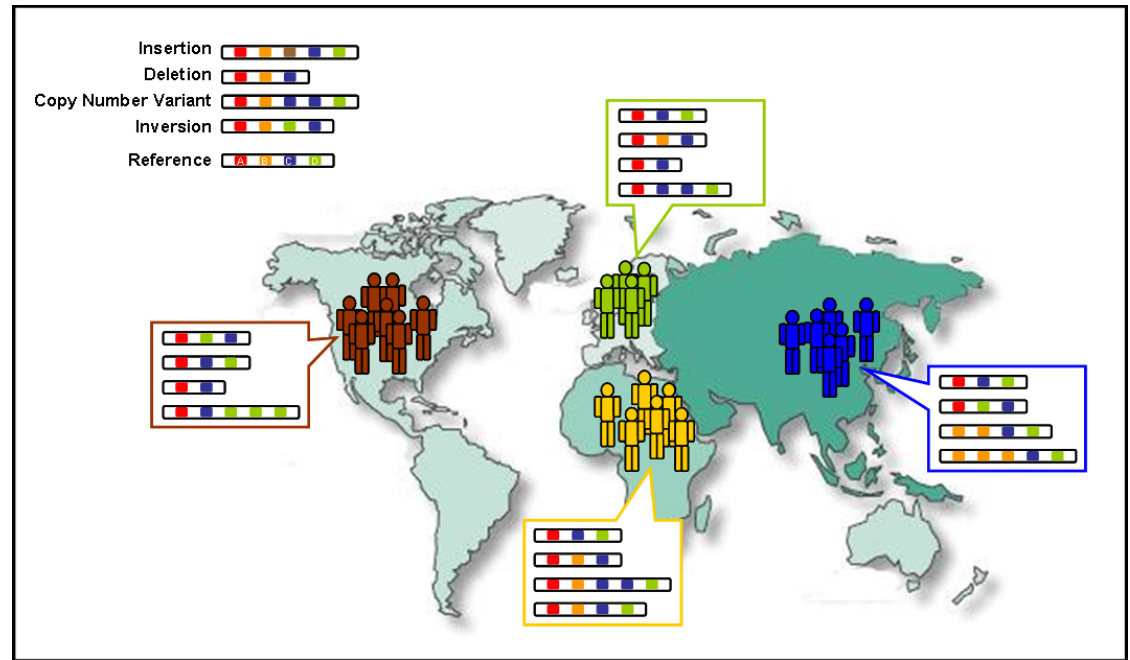 Insertion
Deletion
Copy Number Variant
Inversion
Reference A B C D